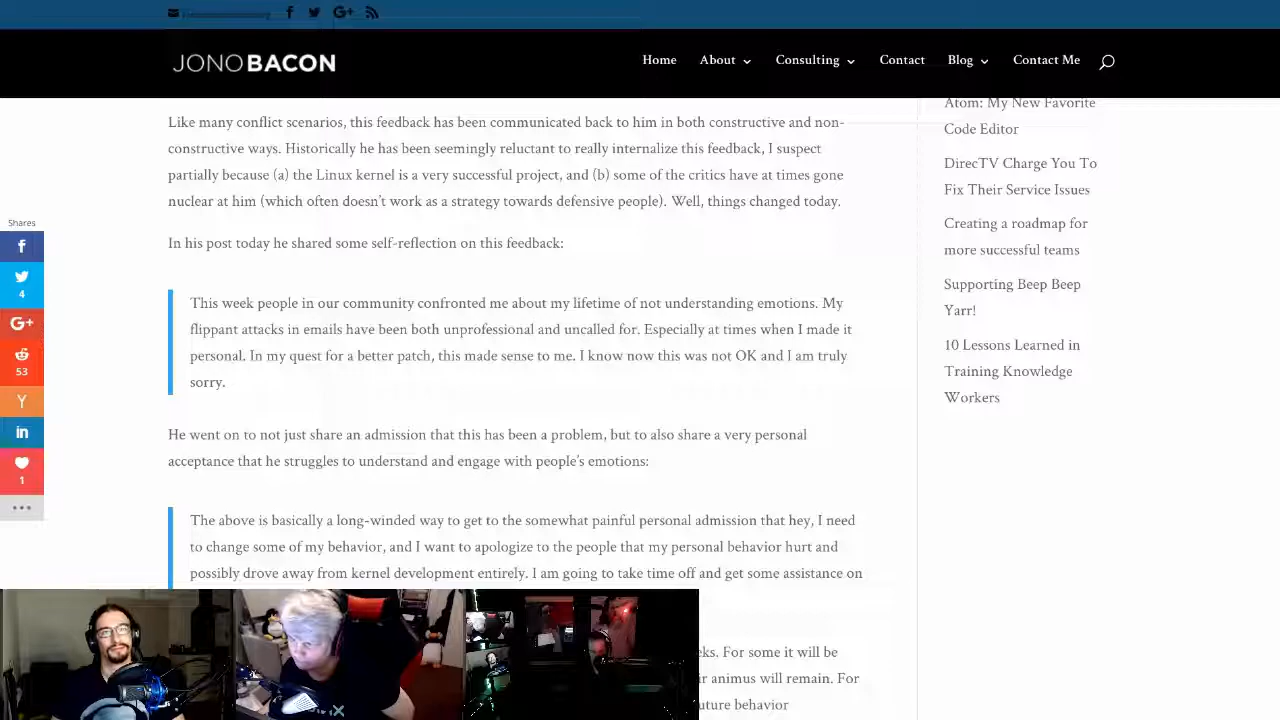 JONOBACON
Home
About
Consulting
Contact
Blog
Contact Me
Like many conflict scenarios, this feedback has been communicated back to him in both constructive and non-
constructive ways. Historically he has been seemingly reluctant to really internalize this feedback, I suspect
partially because (a) the Linux kernel is a very successful project, and (b) some of the critics have at times gone
nuclear at him (which often doesn't work as a strategy towards defensive people). Well, things changed today.
In his post today he shared some self-reflection on this feedback:
This week people in our community confronted me about my lifetime of not understanding emotions. My
flippant attacks in emails have been both unprofessional and uncalled for. Especially at times when I made it
personal. In my quest for a better patch, this made sense to me. I know now this was not OK and I am truly
sorry.
He went on to not just share an admission that this has been a problem, but to also share a very personal
acceptance that he struggles to understand and engage with people's emotions:
The above is basically a long-winded way to get to the somewhat painful personal admission that hey, I need
to change some of my behavior, and I want to apologize to the people that my personal behavior hurt and
possibly drove away from kernel development entirely. I am going to take time off and get some assistance on
For some it will be
animus will remain. For
behavior
Atom: My New Favorite
Code Editor
DirecTV Charge You To
Fix Their Service Issues
Creating a roadmap for
more successful teams
Supporting Beep Beep
Yarr!
10 Lessons Learned in
Training Knowledge
Workers
Shares
f
4
G+
53
Y
in
1